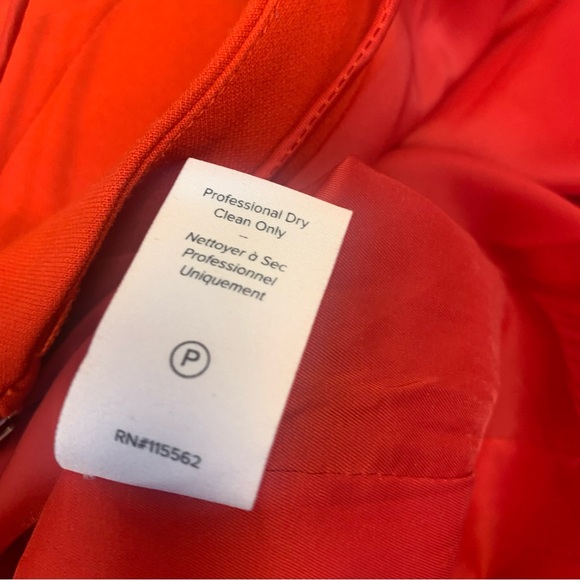 Professional Dry
Clean Only
–
Nettoyer à Sec
Professionnel
Uniquement
P
RN#115562